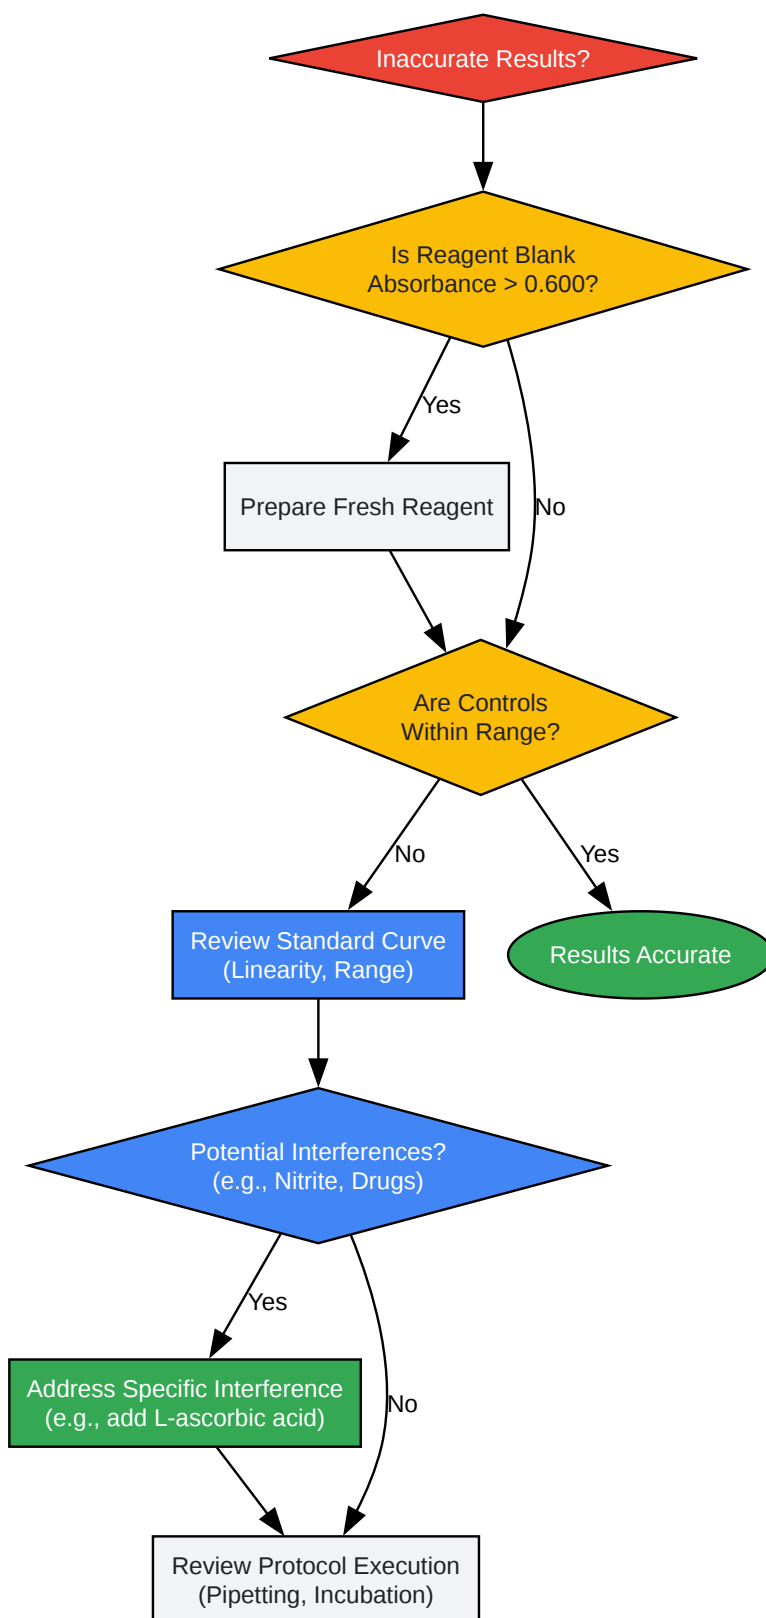 Inaccurate Results?
Is Reagent Blank
Absorbance > 0.600?
Yes
Prepare Fresh Reagent
No
Are Controls
Within Range?
No
Yes
Review Standard Curve
(Linearity, Range)
Results Accurate
Potential Interferences?
(e.g., Nitrite, Drugs)
Yes
Address Specific Interference
(e.g., add L-ascorbic acid)
No
Review Protocol Execution
(Pipetting, Incubation)